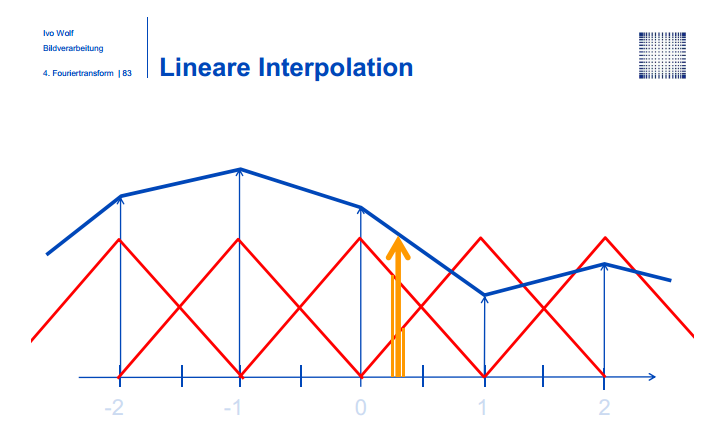 Ivo Wolf
Bildverarbeitung
4. Fouriertransform | 83
Lineare Interpolation
-2 -1 0 1 2